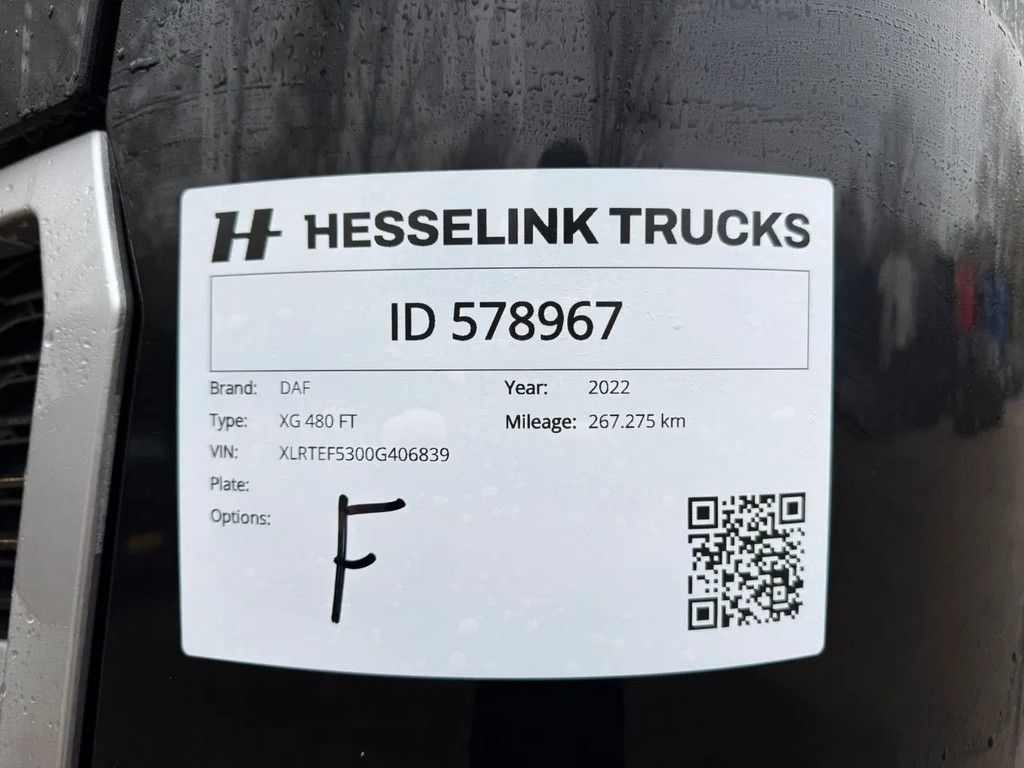 H HESSELINK TRUCKS
ID 578967
Brand: DAF Year: 2022
Type: XG 480 FT Mileage: 267.275 km
VIN: XLRTEF5300G406839
Plate:
Options:
F